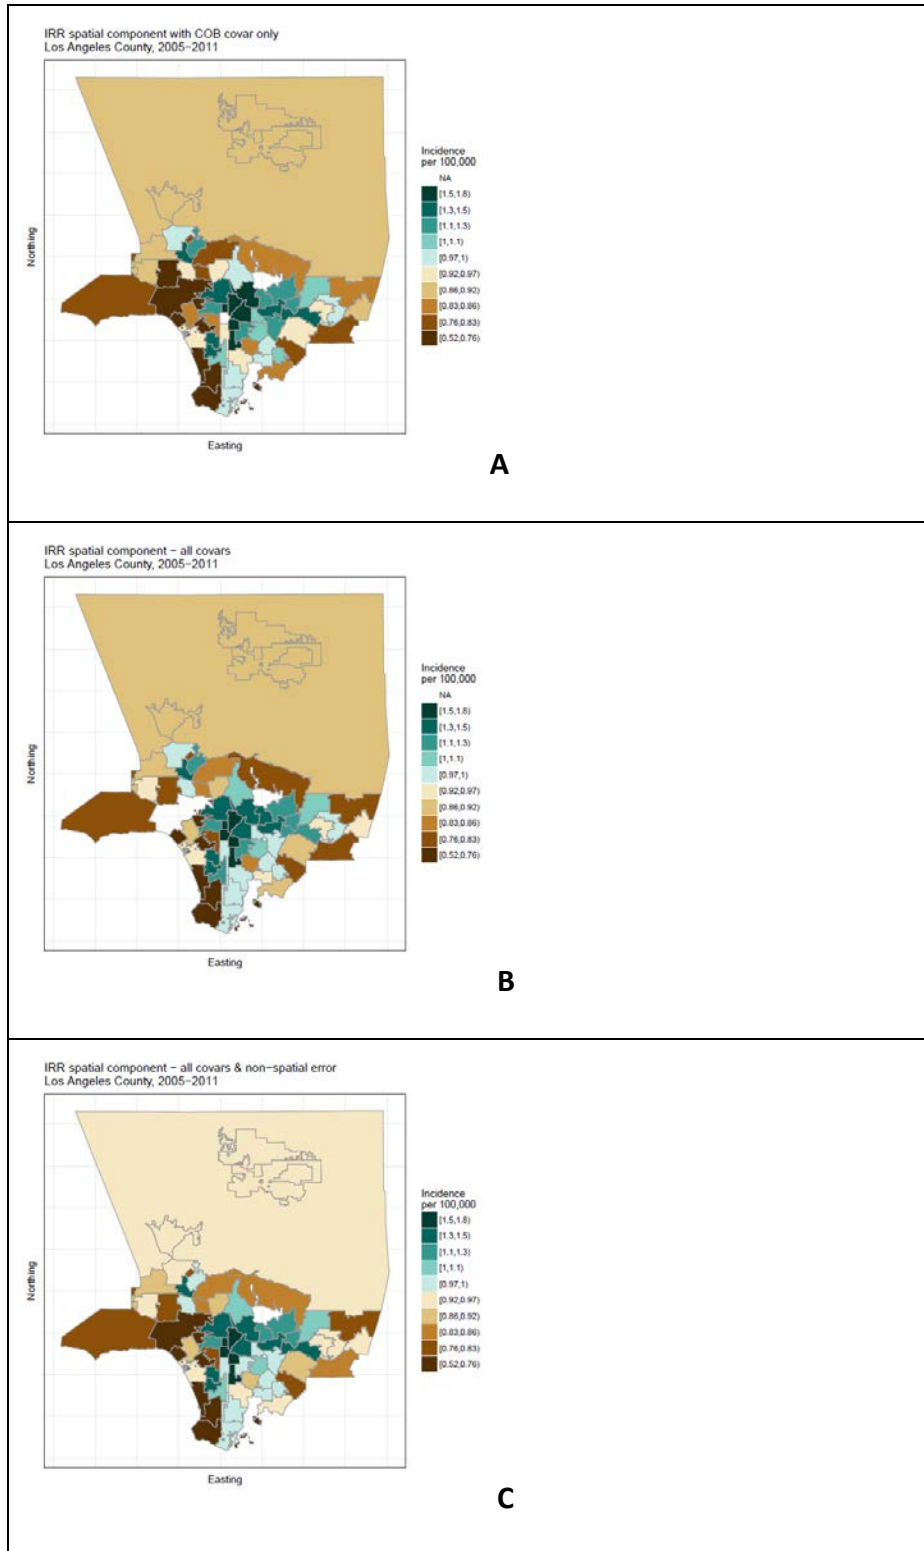 IRR spatial component with COB covar only
Los Angeles County, 2005−2011
Northing
Easting
Incidence
per 100,000
NA
[1.5,1.8)
[1.3,1.5)
[1.1,1.3)
[1,1.1)
[0.97,1)
[0.92,0.97)
[0.86,0.92)
[0.83,0.86)
[0.76,0.83)
[0.52,0.76)
A
IRR spatial component − all covars
Los Angeles County, 2005−2011
Northing
Easting
Incidence
per 100,000
NA
[1.5,1.8)
[1.3,1.5)
[1.1,1.3)
[1,1.1)
[0.97,1)
[0.92,0.97)
[0.86,0.92)
[0.83,0.86)
[0.76,0.83)
[0.52,0.76)
B
IRR spatial component − all covars & non−spatial error
Los Angeles County, 2005−2011
Northing
Easting
Incidence
per 100,000
[1.5,1.8)
[1.3,1.5)
[1.1,1.3)
[1,1.1)
[0.97,1)
[0.92,0.97)
[0.86,0.92)
[0.83,0.86)
[0.76,0.83)
[0.52,0.76)
C